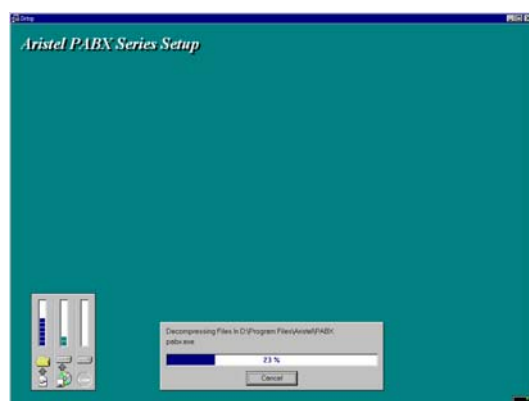 Setup
Aristel PABX Series Setup
Decompressing Files In D:\Program Files\Aristel\PABX
pabx.exe
23 %
Cancel